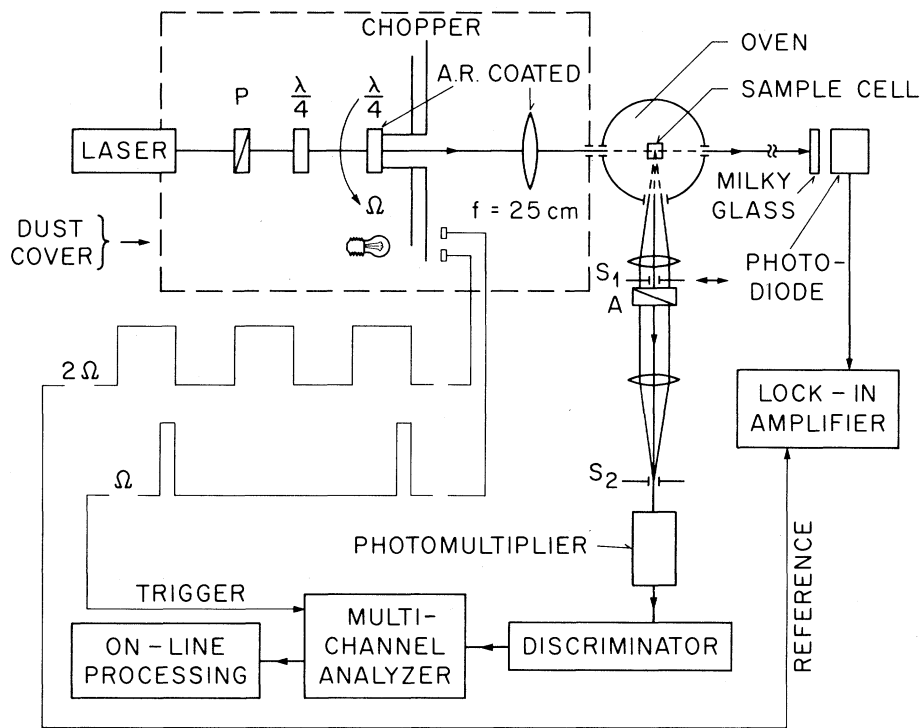 CHOPPER
A.R. COATED
OVEN
SAMPLE CELL
P
λ/4
λ/4
LASER
Ω
f = 25 cm
MILKY
GLASS
DUST
COVER
S1
A
PHOTO-
DIODE
2Ω
LOCK-IN
AMPLIFIER
Ω
S2
PHOTOMULTIPLIER
REFERENCE
TRIGGER
MULTI-
CHANNEL
ANALYZER
ON-LINE
PROCESSING
DISCRIMINATOR